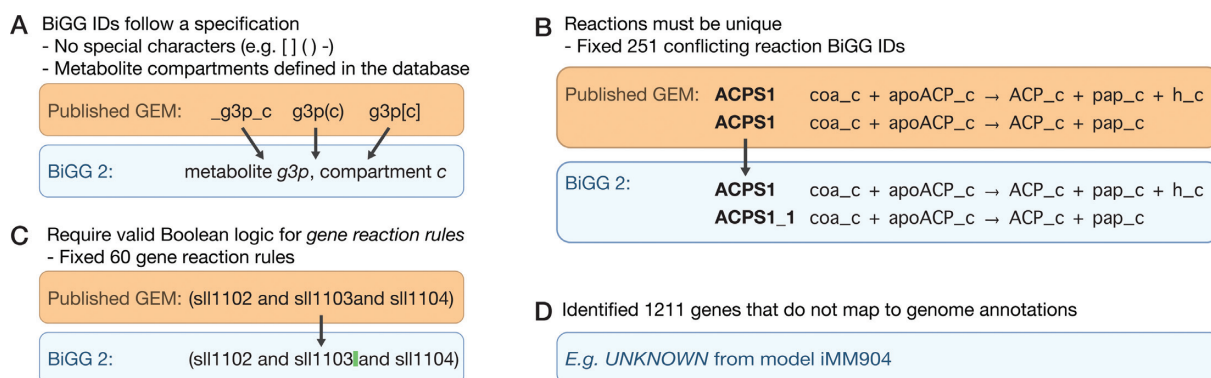 A BiGG IDs follow a specification
- No special characters (e.g. [ ] ( ) -)
- Metabolite compartments defined in the database
Published GEM: _g3p_c g3p(c) g3p[c]
BiGG 2: metabolite g3p, compartment c
B Reactions must be unique
- Fixed 251 conflicting reaction BiGG IDs
Published GEM: ACPS1 coa_c + apoACP_c → ACP_c + pap_c + h_c
ACPS1 coa_c + apoACP_c → ACP_c + pap_c
BiGG 2: ACPS1 coa_c + apoACP_c → ACP_c + pap_c + h_c
ACPS1_1 coa_c + apoACP_c → ACP_c + pap_c
C Require valid Boolean logic for gene reaction rules
- Fixed 60 gene reaction rules
Published GEM: (sll1102 and sll1103and sll1104)
BiGG 2: (sll1102 and sll1103 and sll1104)
D Identified 1211 genes that do not map to genome annotations
E.g. UNKNOWN from model iMM904